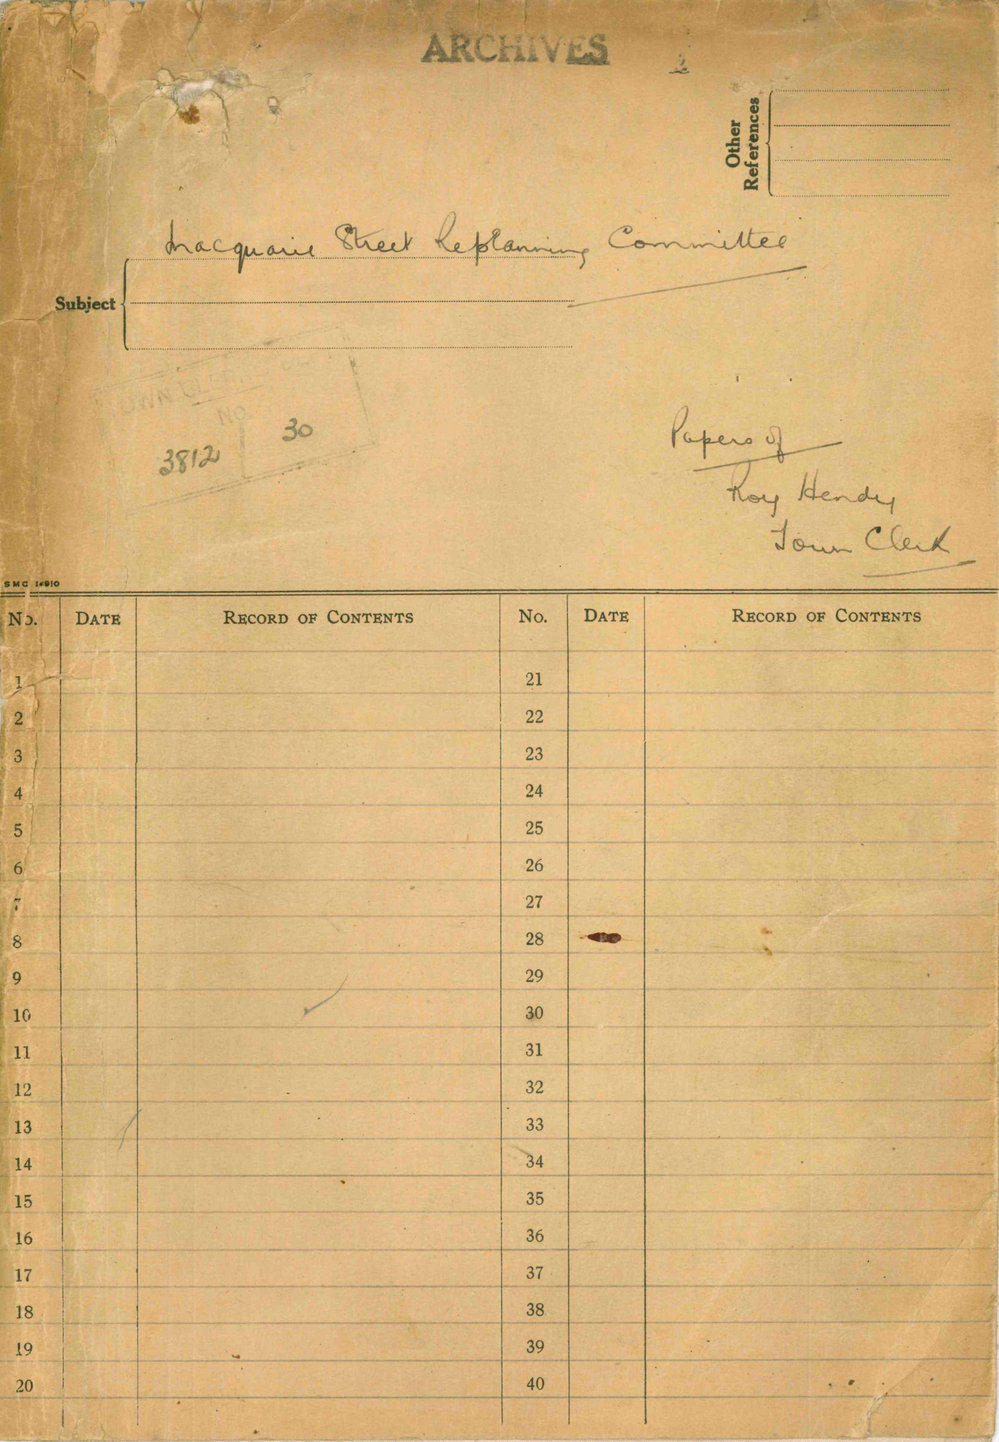 ARCHIVES
2
Other
References
Macquarie Street Replanning Committee
Subject
TOWN CLERK'S
NO.
3812 30
Papers of
Roy Hendy
Town Clerk
SMC 14910
No. DATE RECORD OF CONTENTS No. DATE RECORD OF CONTENTS
1 21
2 22
3 23
4 24
5 25
6 26
7 27
8 28
9 29
10 30
11 31
12 32
13 33
14 34
15 35
16 36
17 37
18 38
19 39
20 40